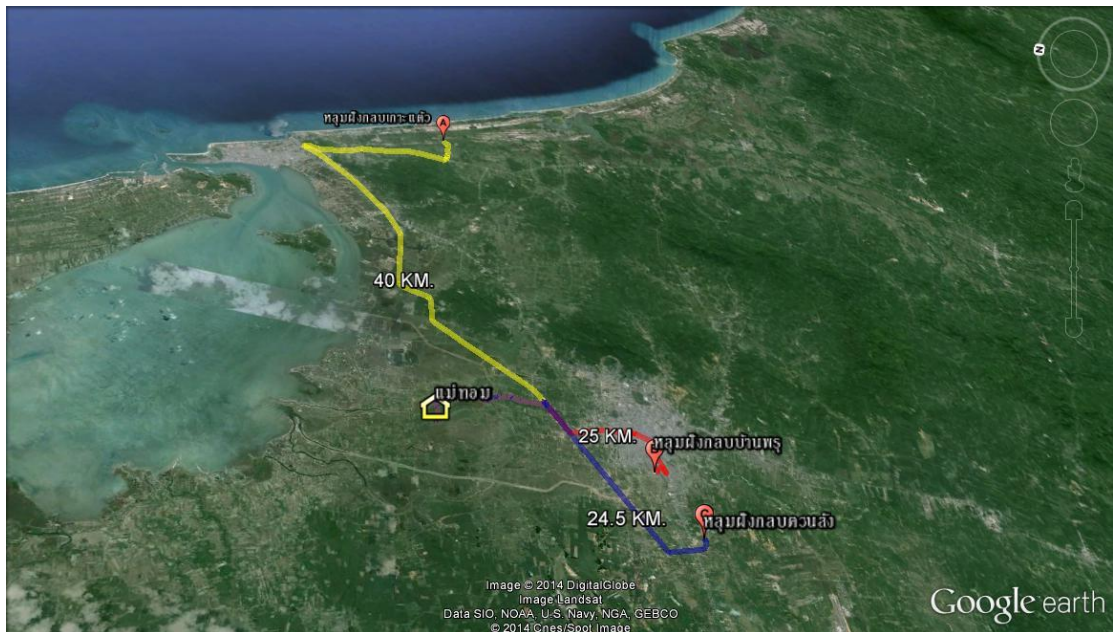 N
หลุมฝังกลบเกาะแต้ว
A
40 KM.
แม่ทอม
25 KM.
หลุมฝังกลบบ้านพรุ
24.5 KM.
C
หลุมฝังกลบควนลัง
Image © 2014 DigitalGlobe
Image Landsat
Data SIO, NOAA, U.S. Navy, NGA, GEBCO
© 2014 Cnes/Spot Image
Google earth